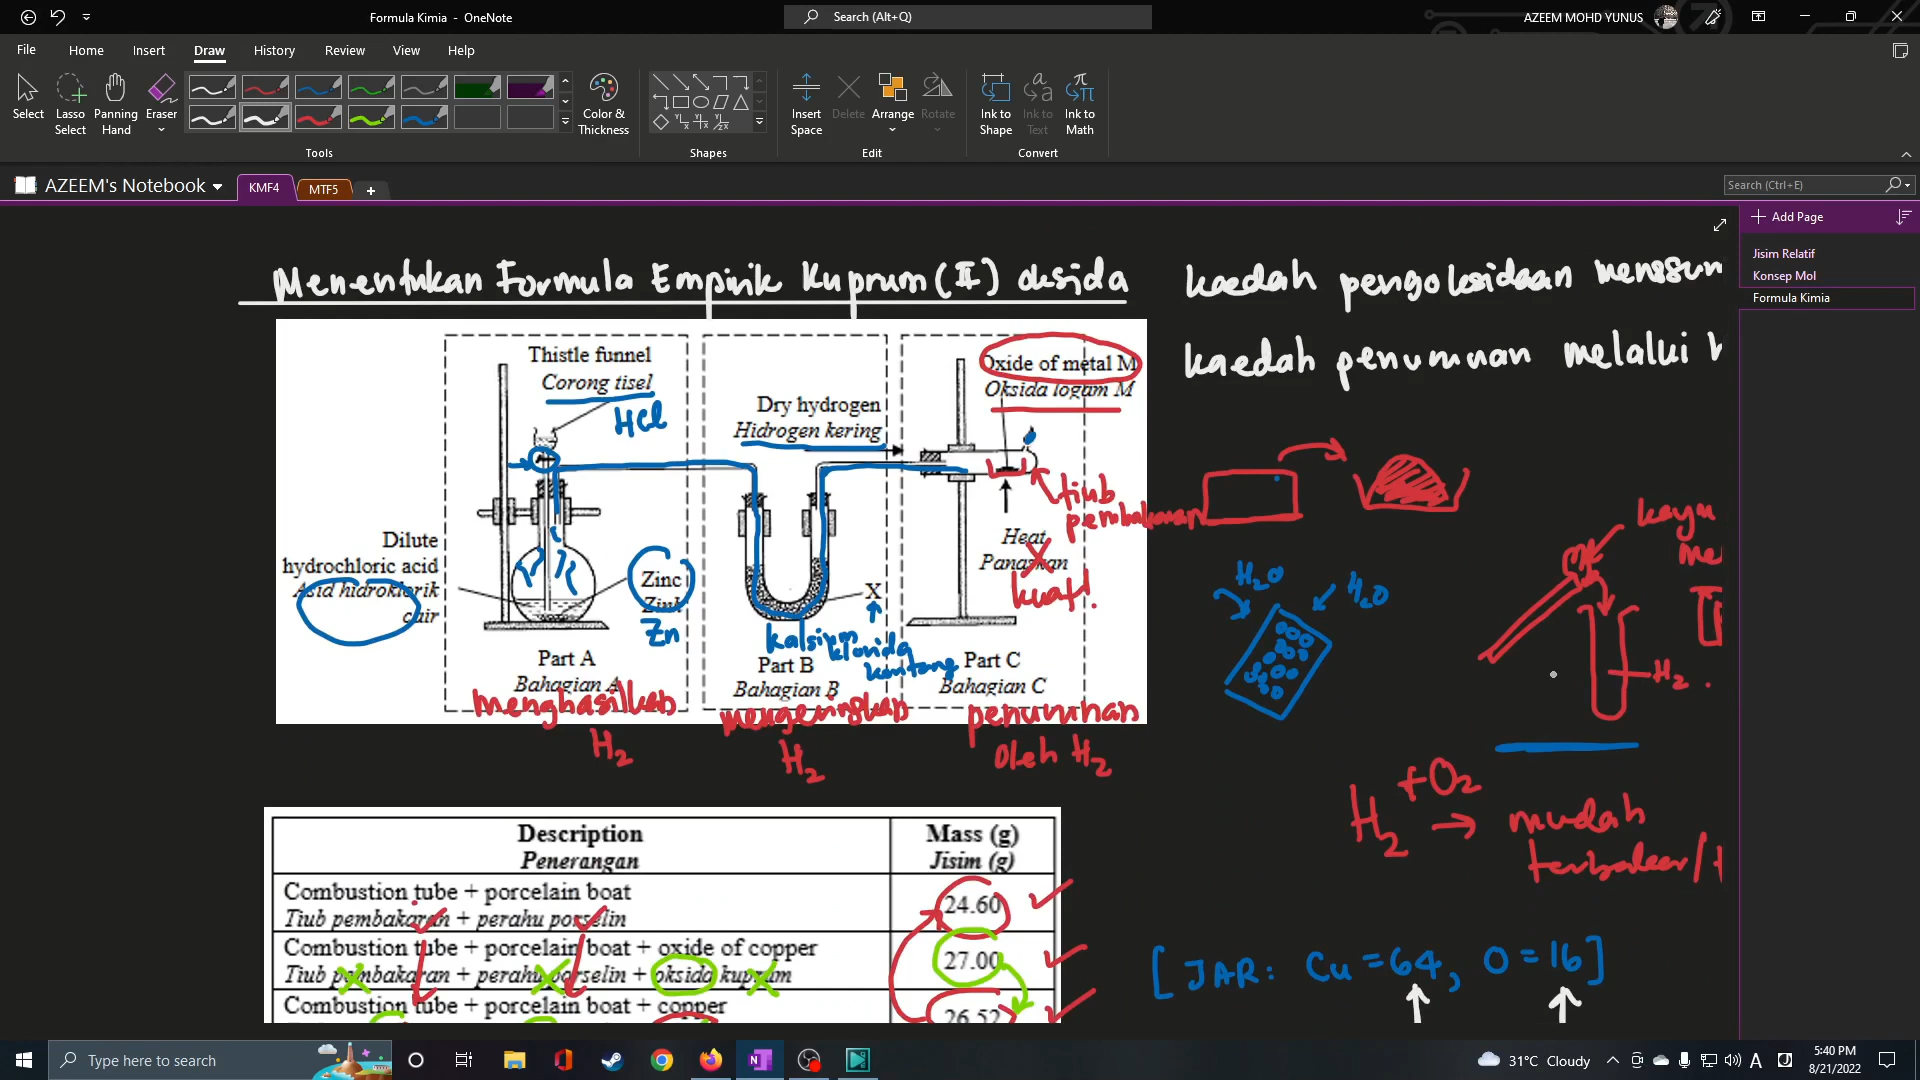 Formula Kimia - OneNote
Search (Alt+Q)
AZEEM MOHD YUNUS
File Home Insert Draw History Review View Help
Select
Lasso Select
Panning Hand
Eraser
Color & Thickness
Insert Space
Delete
Arrange
Rotate
Ink to Shape
Ink to Text
Ink to Math
Tools
Shapes
Edit
Convert
AZEEM's Notebook
KMF4
MTF5
Search (Ctrl+E)
Add Page
Jisim Relatif
Konsep Mol
Formula Kimia
Menentukan Formula Empirik Kuprum (II) oksida
kaedah pengoksidaan
kaedah penurunan melalui
Thistle funnel
Corong tisel
HCl
Dry hydrogen
Hidrogen kering
Oxide of metal M
Oksida logam M
tiub
pembakaran
Heat
Panaskan
kuat!
Dilute
hydrochloric acid
Asid hidroklorik
cair
Zinc
Zink
Zn
X
kalsium
klorida
kontang
Part A
Bahagian A
Part B
Bahagian B
Part C
Bahagian C
menghasilkan
H2
mengeringkan
H2
penurunan
oleh H2
H2O
H2O
kayu
H2
H2 + O2 → mudah
terbakar/
Description
Penerangan
Mass (g)
Jisim (g)
Combustion tube + porcelain boat
Tiub pembakaran + perahu porselin
24.60
Combustion tube + porcelain boat + oxide of copper
Tiub pembakaran + perahu porselin + oksida kuprum
27.00
Combustion tube + porcelain boat + copper
26.52
[JAR: Cu = 64, O = 16]
Type here to search
31°C Cloudy
A
5:40 PM
8/21/2022